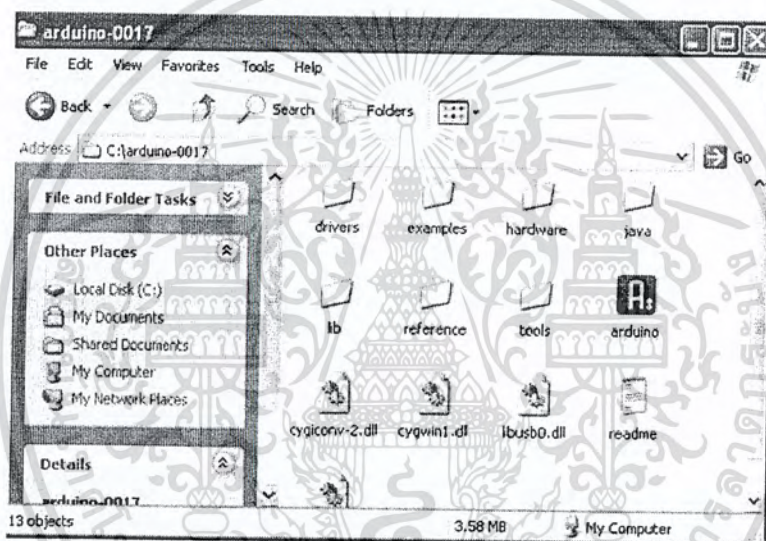 arduino-0017
File Edit View Favorites Tools Help
Back Search Folders
Address C:\arduino-0017 Go
File and Folder Tasks
Other Places
Local Disk (C:)
My Documents
Shared Documents
My Computer
My Network Places
Details
arduino-0017
drivers examples hardware java
lib reference tools arduino
cygiconv-2.dll cygwin1.dll libusb0.dll readme
13 objects 3,58 MB My Computer